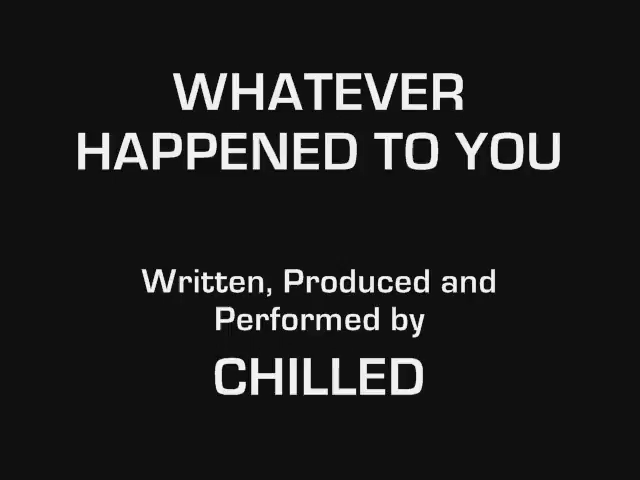 WHATEVER
HAPPENED TO YOU
Written, Produced and
Performed by
CHILLED